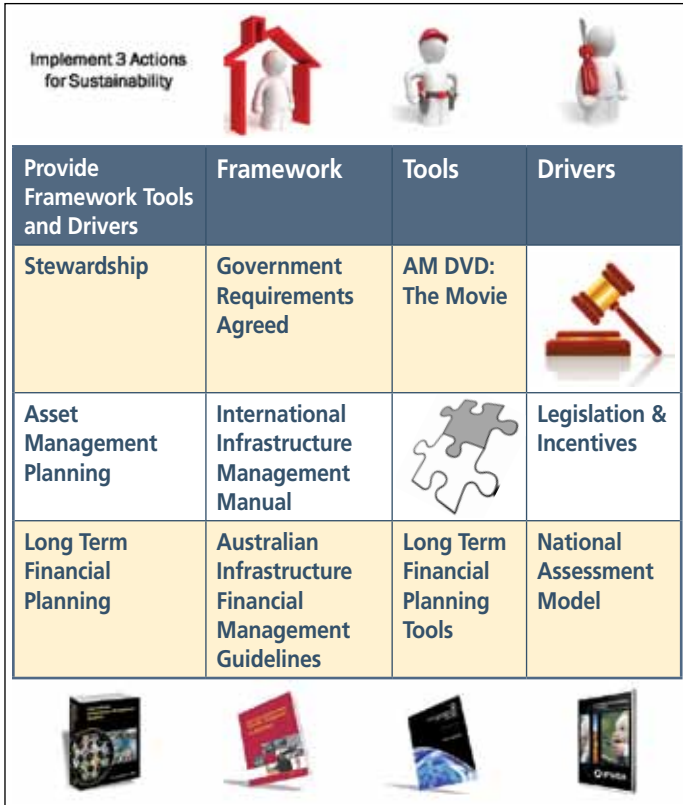 Implement 3 Actions
for Sustainability
Provide
Framework Tools
and Drivers
Framework
Tools
Drivers
Stewardship
Government
Requirements
Agreed
AM DVD:
The Movie
Asset
Management
Planning
International
Infrastructure
Management
Manual
Legislation &
Incentives
Long Term
Financial
Planning
Australian
Infrastructure
Financial
Management
Guidelines
Long Term
Financial
Planning
Tools
National
Assessment
Model